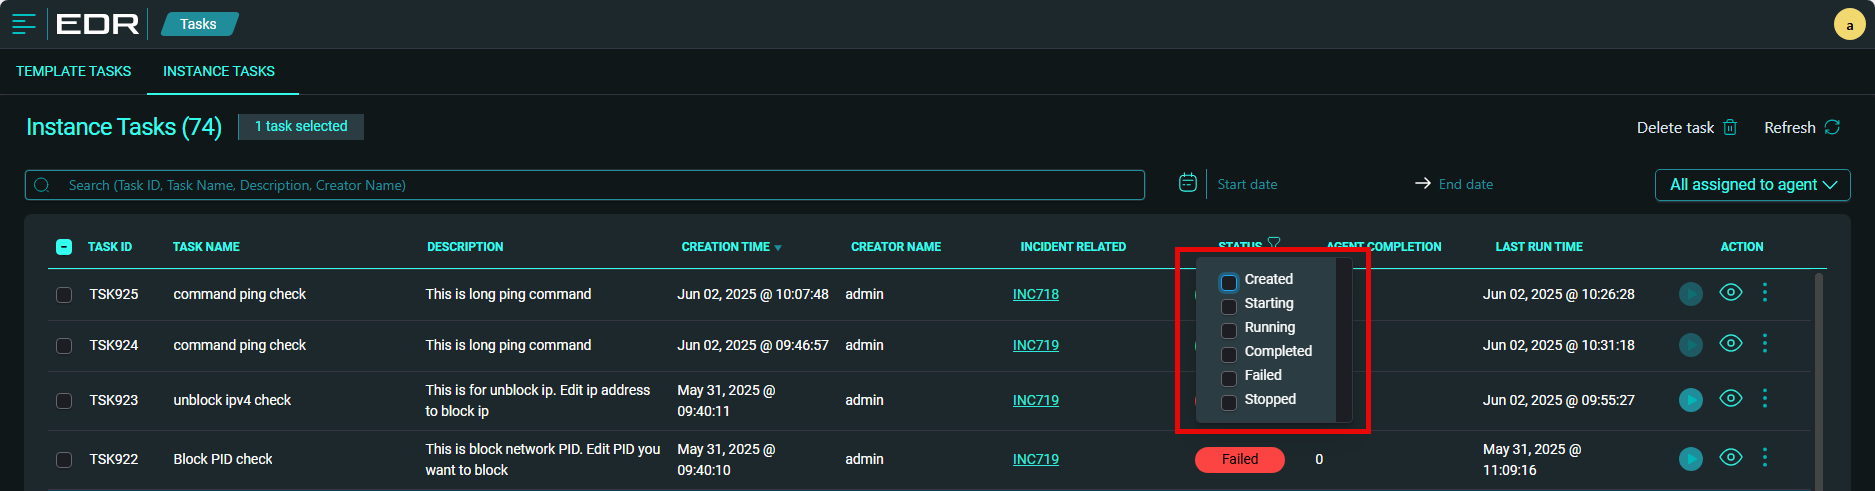 EDR
Tasks
a
TEMPLATE TASKS
INSTANCE TASKS
Instance Tasks (74)
1 task selected
Delete task
Refresh
Search (Task ID, Task Name, Description, Creator Name)
Start date
End date
All assigned to agent
TASK ID
TASK NAME
DESCRIPTION
CREATION TIME
CREATOR NAME
INCIDENT RELATED
STATUS
AGENT COMPLETION
LAST RUN TIME
ACTION
Created
Starting
Running
Completed
Failed
Stopped
TSK925
command ping check
This is long ping command
Jun 02, 2025 @ 10:07:48
admin
INC718
Jun 02, 2025 @ 10:26:28
TSK924
command ping check
This is long ping command
Jun 02, 2025 @ 09:46:57
admin
INC719
Jun 02, 2025 @ 10:31:18
TSK923
unblock ipv4 check
This is for unblock ip. Edit ip address
to block ip
May 31, 2025 @
09:40:11
admin
INC719
Jun 02, 2025 @ 09:55:27
TSK922
Block PID check
This is block network PID. Edit PID you
want to block
May 31, 2025 @
09:40:10
admin
INC719
Failed
0
May 31, 2025 @
11:09:16